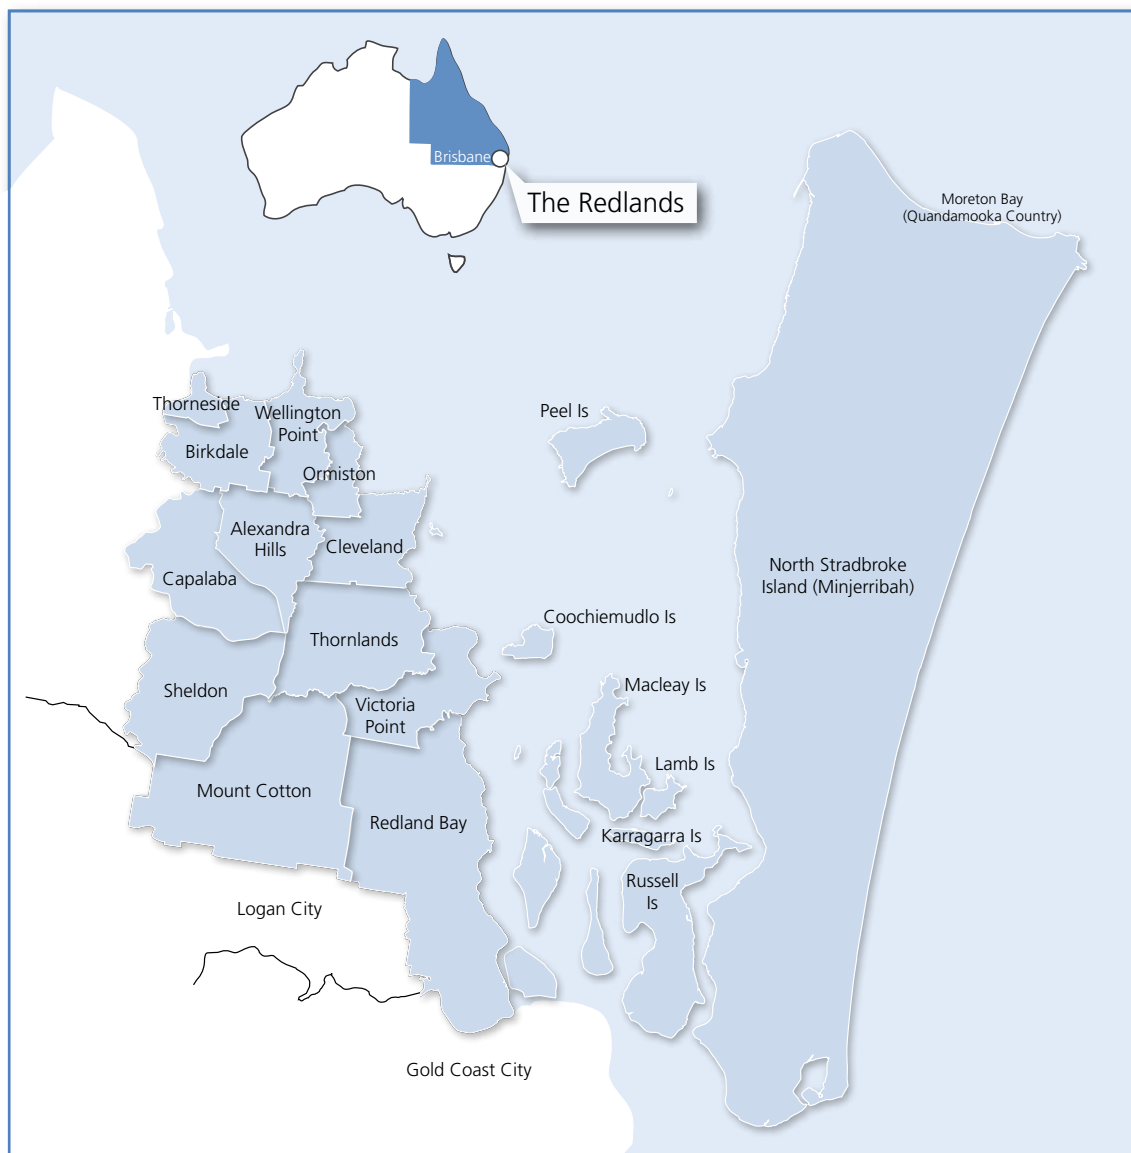 Brisbane
The Redlands
Moreton Bay
(Quandamooka Country)
Thorneside
Wellington
Point
Peel Is
Birkdale
Ormiston
Alexandra
Hills
Cleveland
Capalaba
North Stradbroke
Island (Minjerribah)
Coochiemudlo Is
Thornlands
Sheldon
Macleay Is
Victoria
Point
Lamb Is
Mount Cotton
Redland Bay
Karragarra Is
Russell
Is
Logan City
Gold Coast City